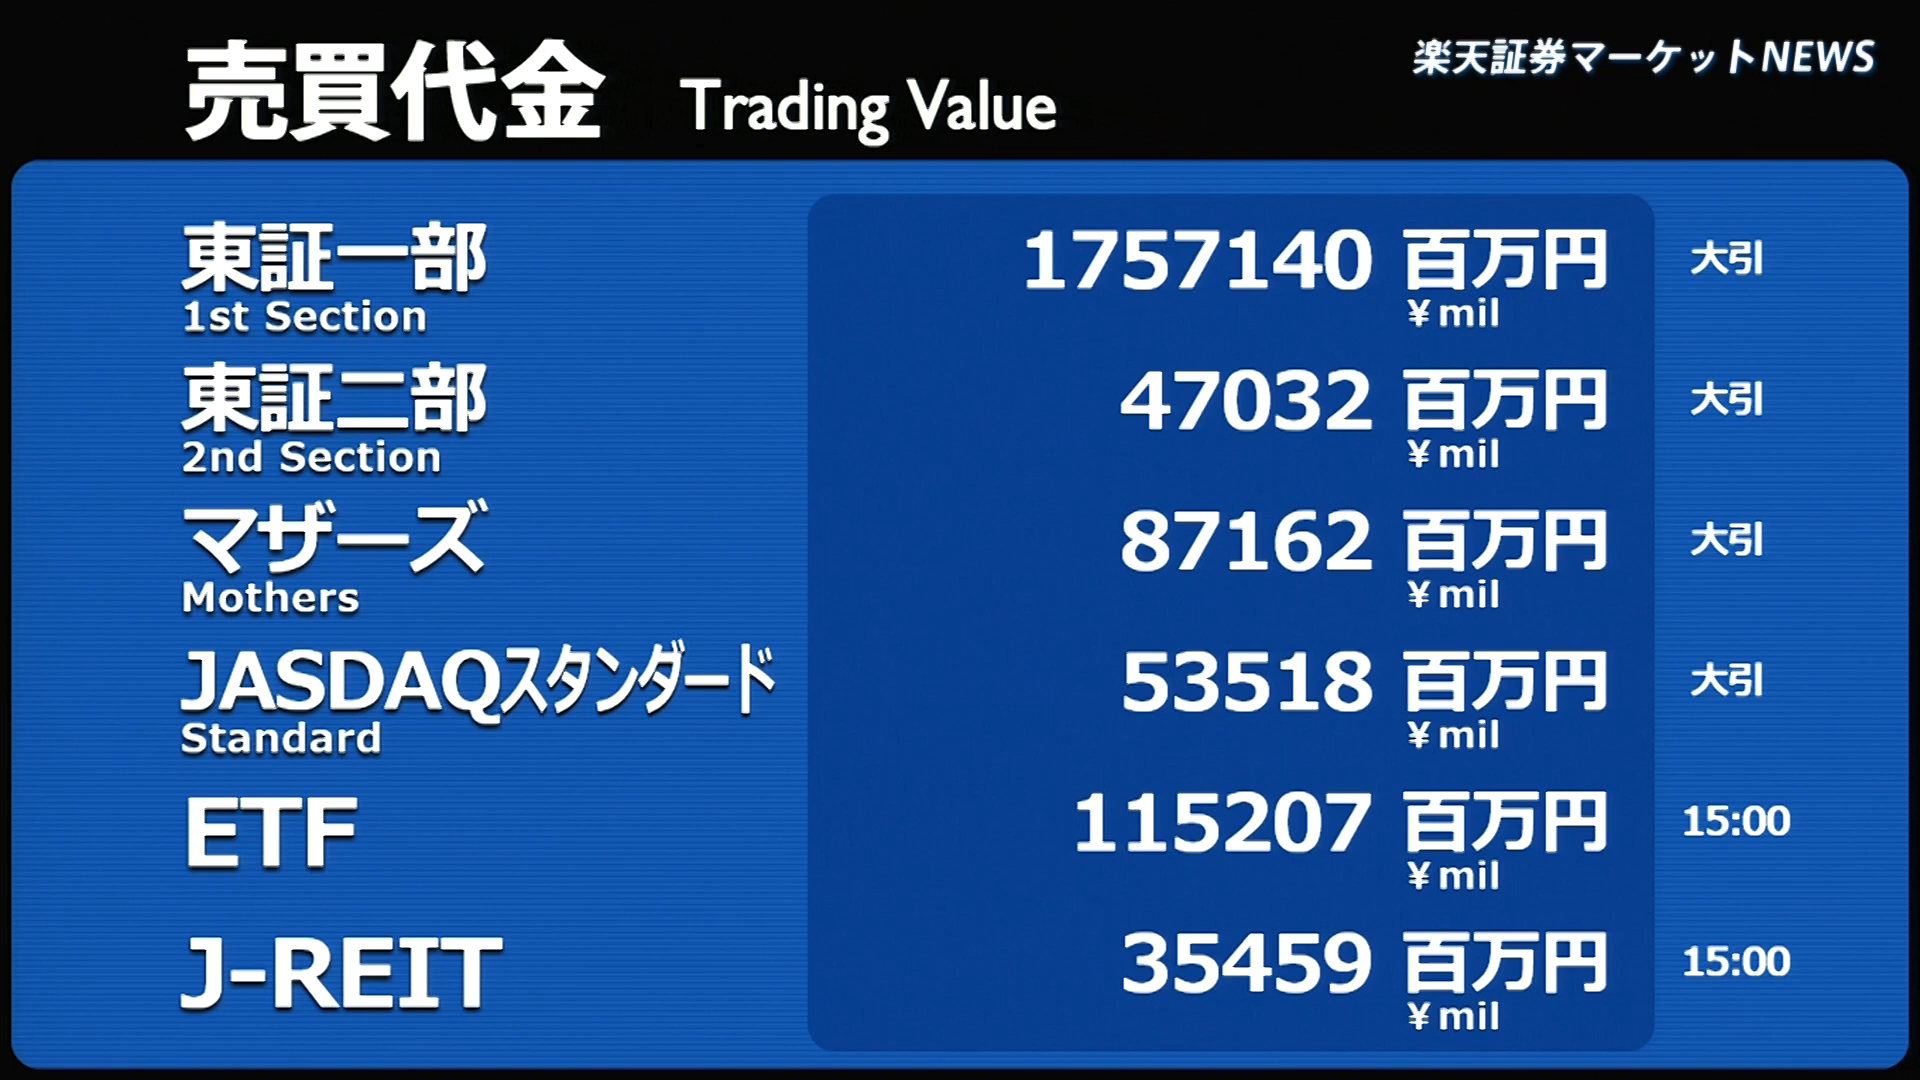 売買代金 Trading Value
楽天証券マーケットNEWS
東証一部 1757140 百万円 大引
1st Section ¥mil
東証二部 47032 百万円 大引
2nd Section ¥mil
マザーズ 87162 百万円 大引
Mothers ¥mil
JASDAQスタンダード 53518 百万円 大引
Standard ¥mil
ETF 115207 百万円 15:00
¥mil
J-REIT 35459 百万円 15:00
¥mil